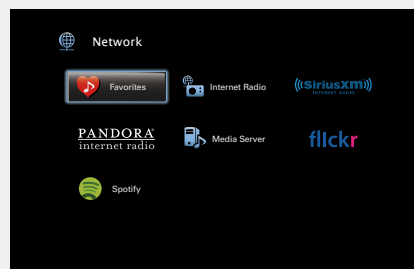 Network
Favorites
Internet Radio
((SiriusXM))
INTERNET RADIO
PANDORA
internet radio
Media Server
flickr
Spotify